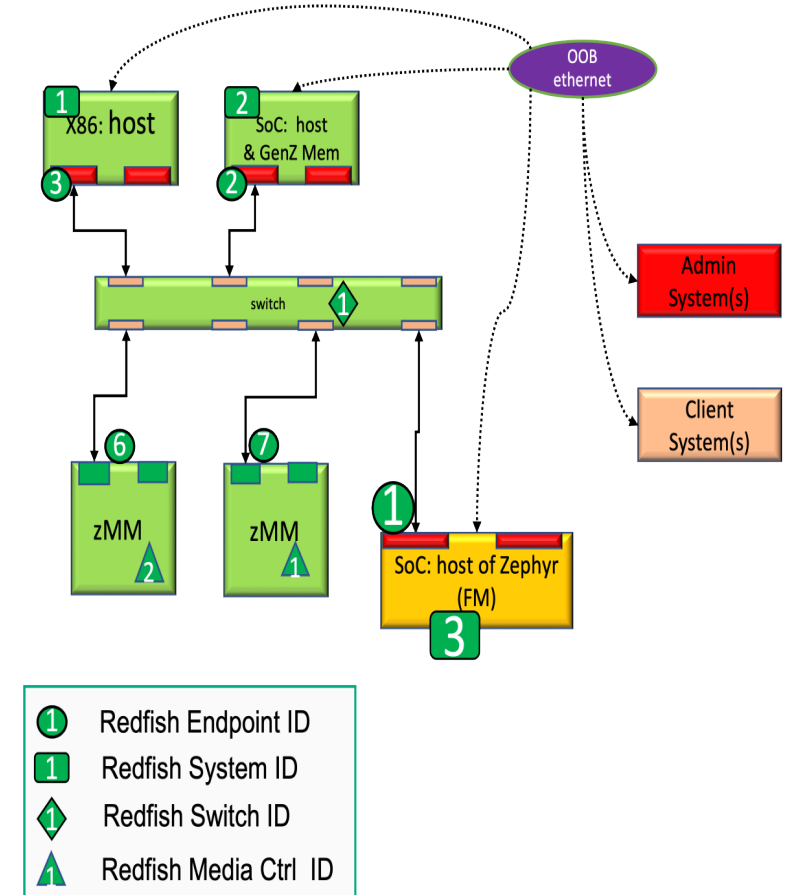 OOB
ethernet
1
X86: host
3
2
SoC: host
& GenZ Mem
2
Admin
System(s)
switch
1
Client
System(s)
6
zMM
2
7
zMM
1
1
SoC: host of Zephyr
(FM)
3
1 Redfish Endpoint ID
1 Redfish System ID
1 Redfish Switch ID
1 Redfish Media Ctrl ID